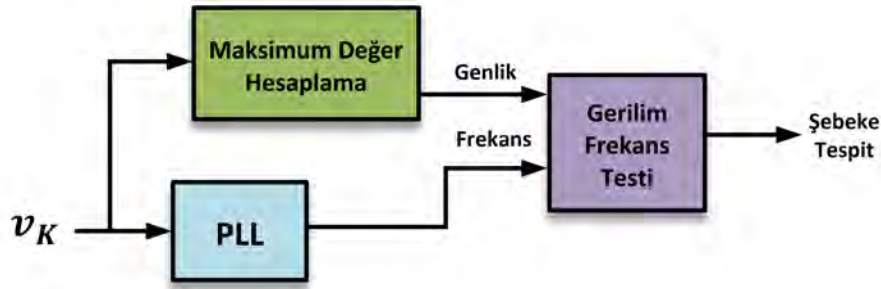 Maksimum Değer
Hesaplama
Genlik
Gerilim
Frekans
Testi
Şebeke
Tespit
Frekans
v_K
PLL